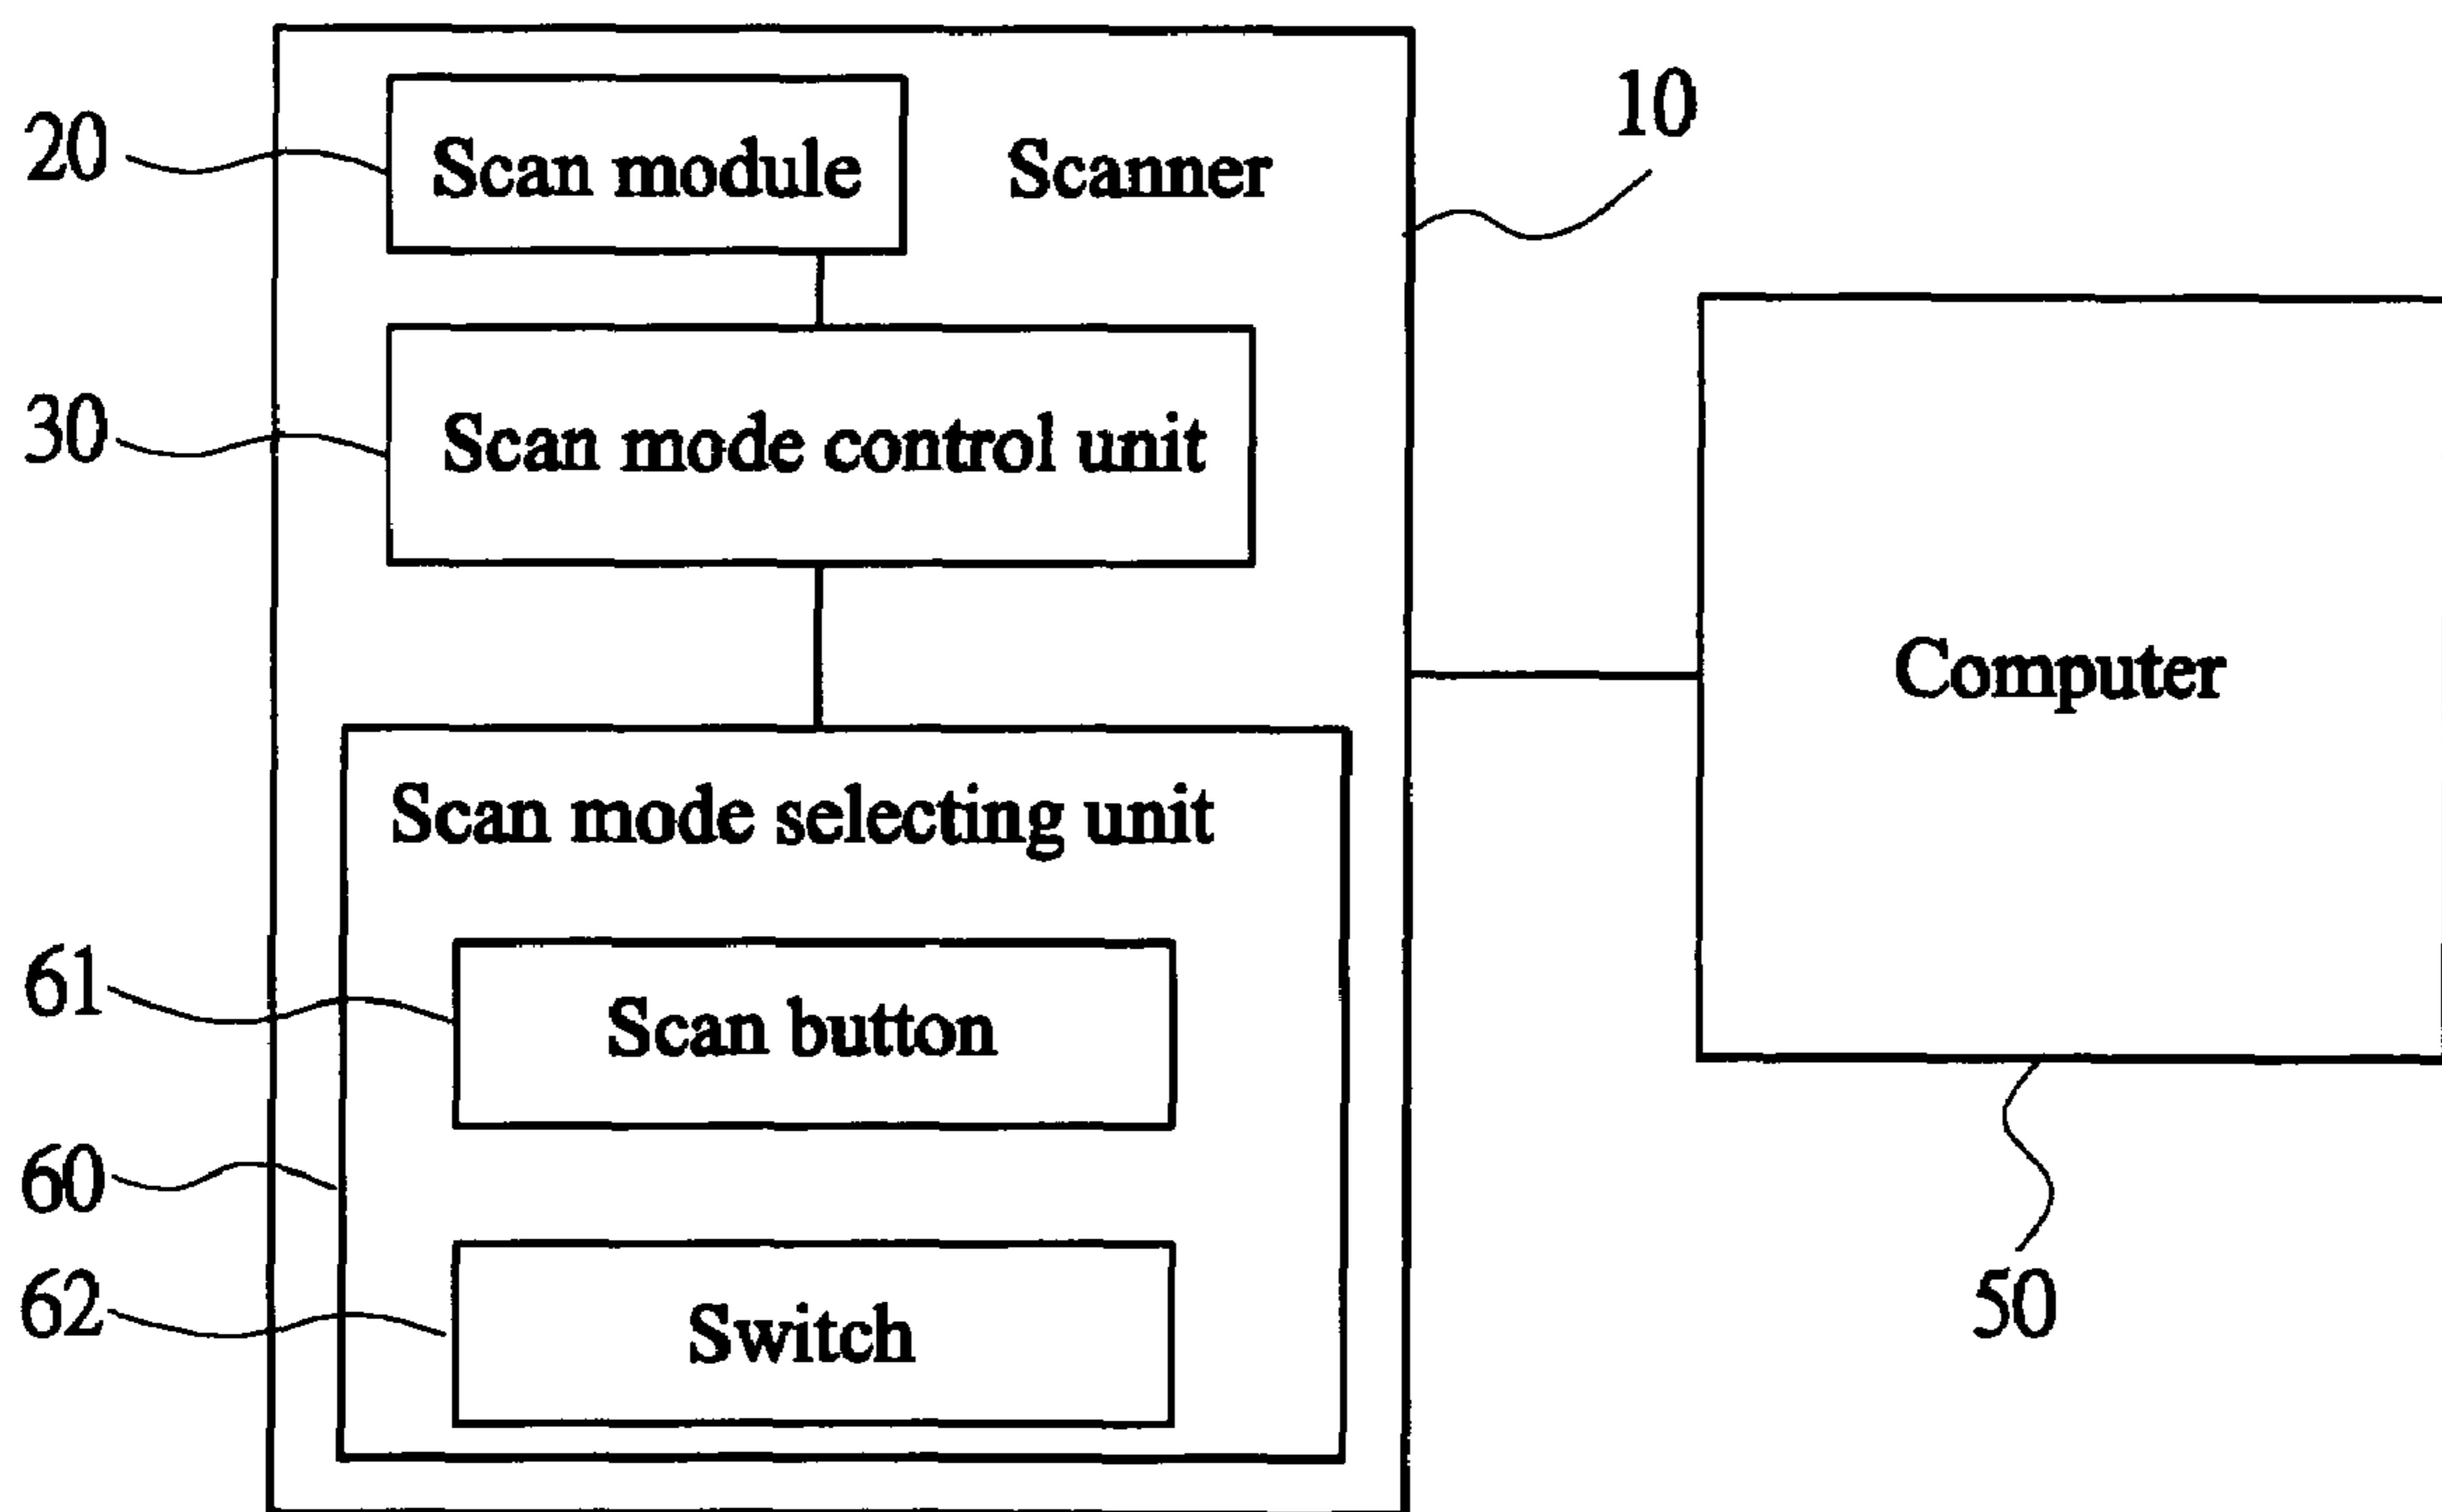 10
20
Scan module
Scanner
30
Scan mode control unit
Computer
Scan mode selecting unit
61
Scan button
60
62
Switch
50